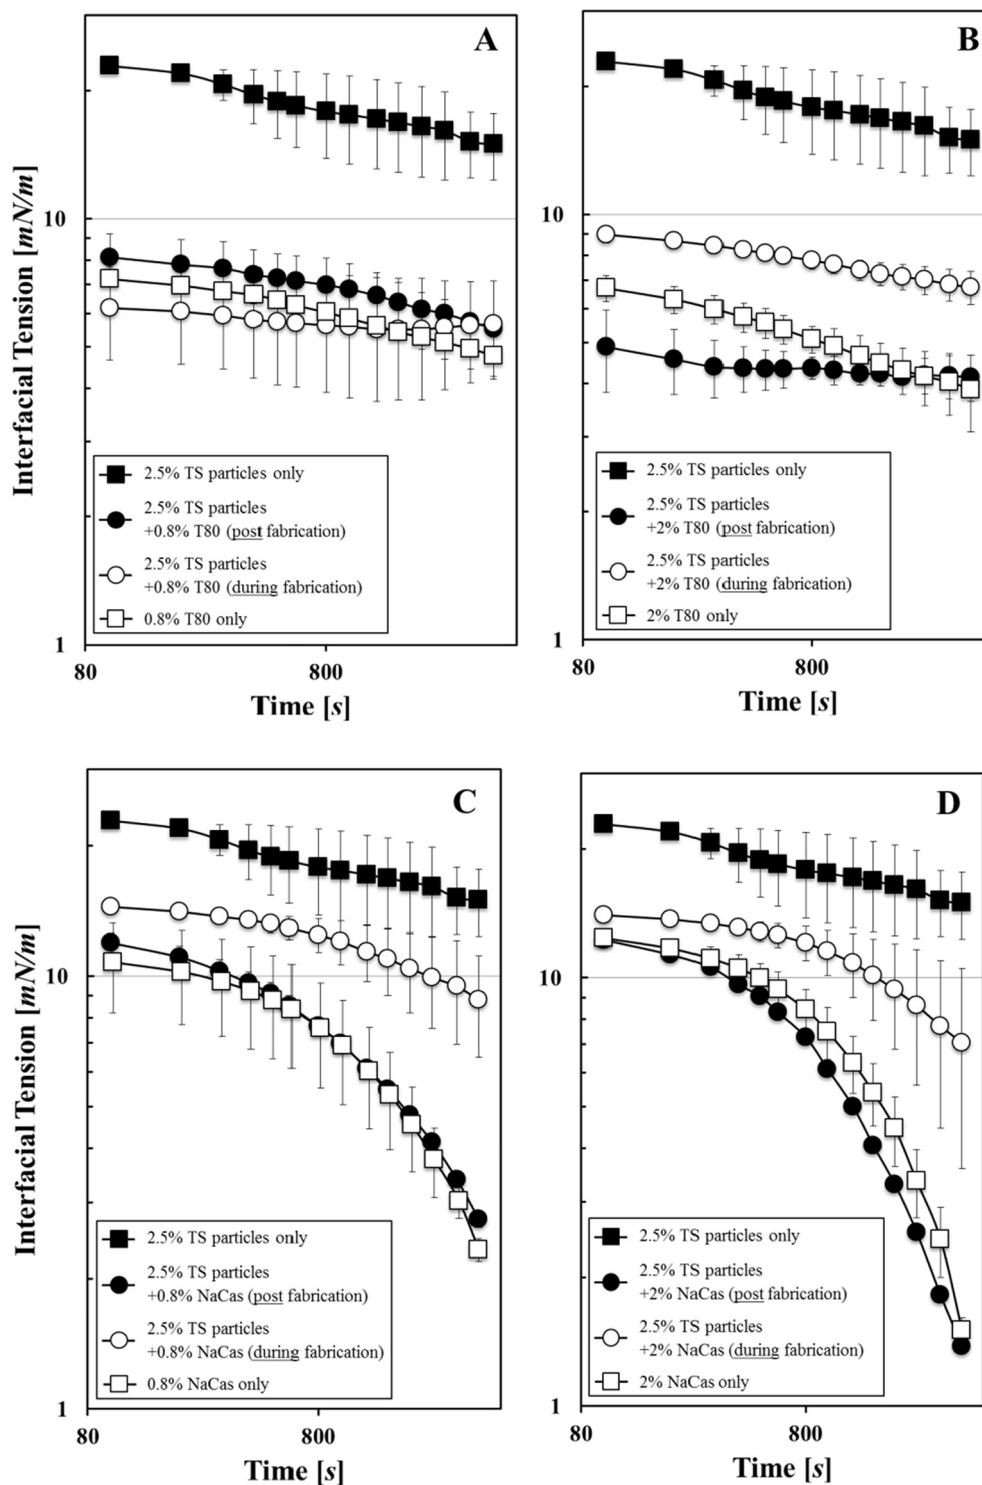 A
Interfacial Tension [mN/m]
10
2.5% TS particles only
2.5% TS particles
+0.8% T80 (post fabrication)
2.5% TS particles
+0.8% T80 (during fabrication)
0.8% T80 only
1
80
800
Time [s]
B
10
2.5% TS particles only
2.5% TS particles
+2% T80 (post fabrication)
2.5% TS particles
+2% T80 (during fabrication)
2% T80 only
1
80
800
Time [s]
C
Interfacial Tension [mN/m]
10
2.5% TS particles only
2.5% TS particles
+0.8% NaCas (post fabrication)
2.5% TS particles
+0.8% NaCas (during fabrication)
0.8% NaCas only
1
80
800
Time [s]
D
10
2.5% TS particles only
2.5% TS particles
+2% NaCas (post fabrication)
2.5% TS particles
+2% NaCas (during fabrication)
2% NaCas only
1
80
800
Time [s]